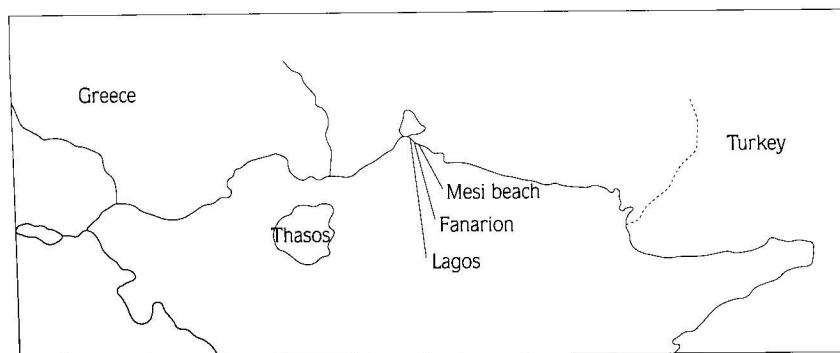 Greece
Turkey
Mesi beach
Fanarion
Thasos
Lagos